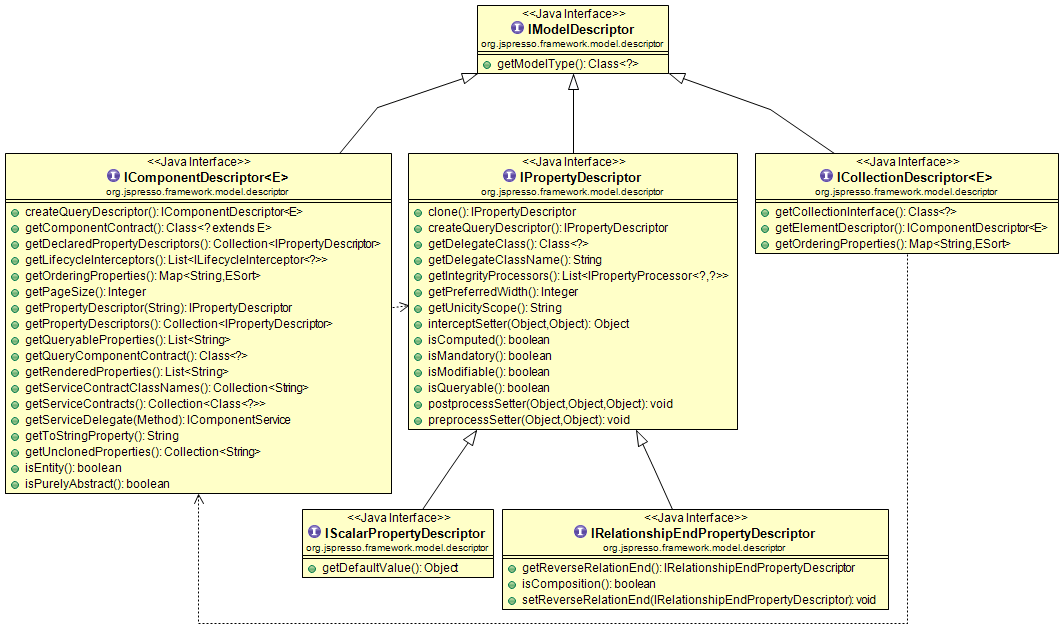 <<Java Interface>>
IModelDescriptor
org.jspresso.framework.model.descriptor
getModelType(): Class<?>
<<Java Interface>>
IComponentDescriptor<E>
org.jspresso.framework.model.descriptor
createQueryDescriptor(): IComponentDescriptor<E>
getComponentContract(): Class<? extends E>
getDeclaredPropertyDescriptors(): Collection<IPropertyDescriptor>
getLifecycleInterceptors(): List<ILifecycleInterceptor<?>>
getOrderingProperties(): Map<String,ESort>
getPageSize(): Integer
getPropertyDescriptor(String): IPropertyDescriptor
getPropertyDescriptors(): Collection<IPropertyDescriptor>
getQueryableProperties(): List<String>
getQueryComponentContract(): Class<?>
getRenderedProperties(): List<String>
getServiceContractClassNames(): Collection<String>
getServiceContracts(): Collection<Class<?>>
getServiceDelegate(Method): IComponentService
getToStringProperty(): String
getUnclonedProperties(): Collection<String>
isEntity(): boolean
isPurelyAbstract(): boolean
<<Java Interface>>
IPropertyDescriptor
org.jspresso.framework.model.descriptor
clone(): IPropertyDescriptor
createQueryDescriptor(): IPropertyDescriptor
getDelegateClass(): Class<?>
getDelegateClassName(): String
getIntegrityProcessors(): List<IPropertyProcessor<?,?>>
getPreferredWidth(): Integer
getUnicityScope(): String
interceptSetter(Object,Object): Object
isComputed(): boolean
isMandatory(): boolean
isModifiable(): boolean
isQueryable(): boolean
postprocessSetter(Object,Object,Object): void
preprocessSetter(Object,Object): void
<<Java Interface>>
ICollectionDescriptor<E>
org.jspresso.framework.model.descriptor
getCollectionInterface(): Class<?>
getElementDescriptor(): IComponentDescriptor<E>
getOrderingProperties(): Map<String,ESort>
<<Java Interface>>
IScalarPropertyDescriptor
org.jspresso.framework.model.descriptor
getDefaultValue(): Object
<<Java Interface>>
IRelationshipEndPropertyDescriptor
org.jspresso.framework.model.descriptor
getReverseRelationEnd(): IRelationshipEndPropertyDescriptor
isComposition(): boolean
setReverseRelationEnd(IRelationshipEndPropertyDescriptor): void